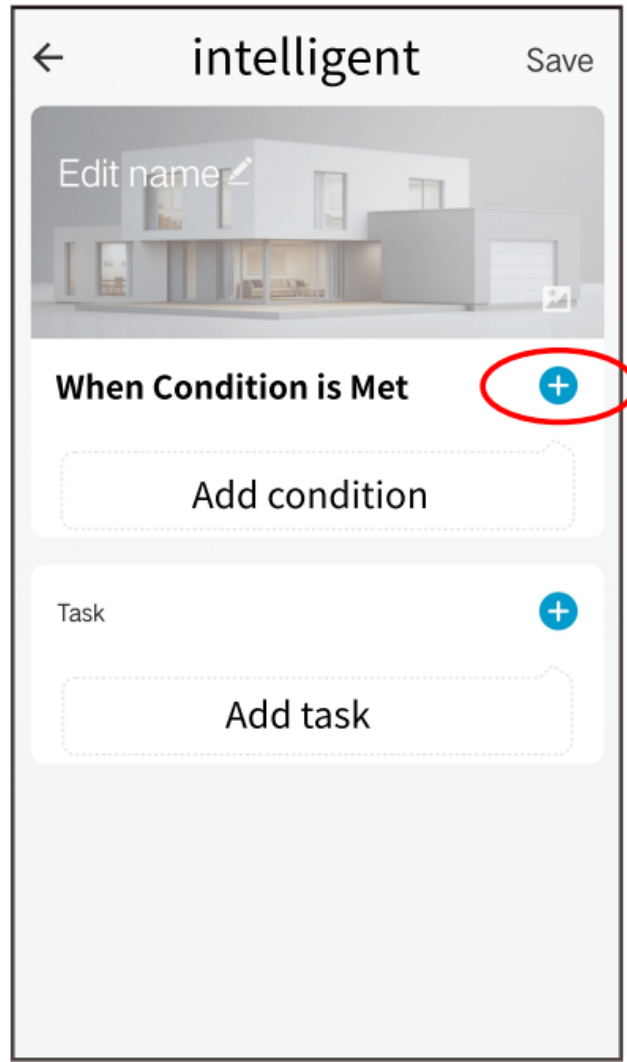 intelligent
Save
Edit name
When Condition is Met
Add condition
Task
Add task